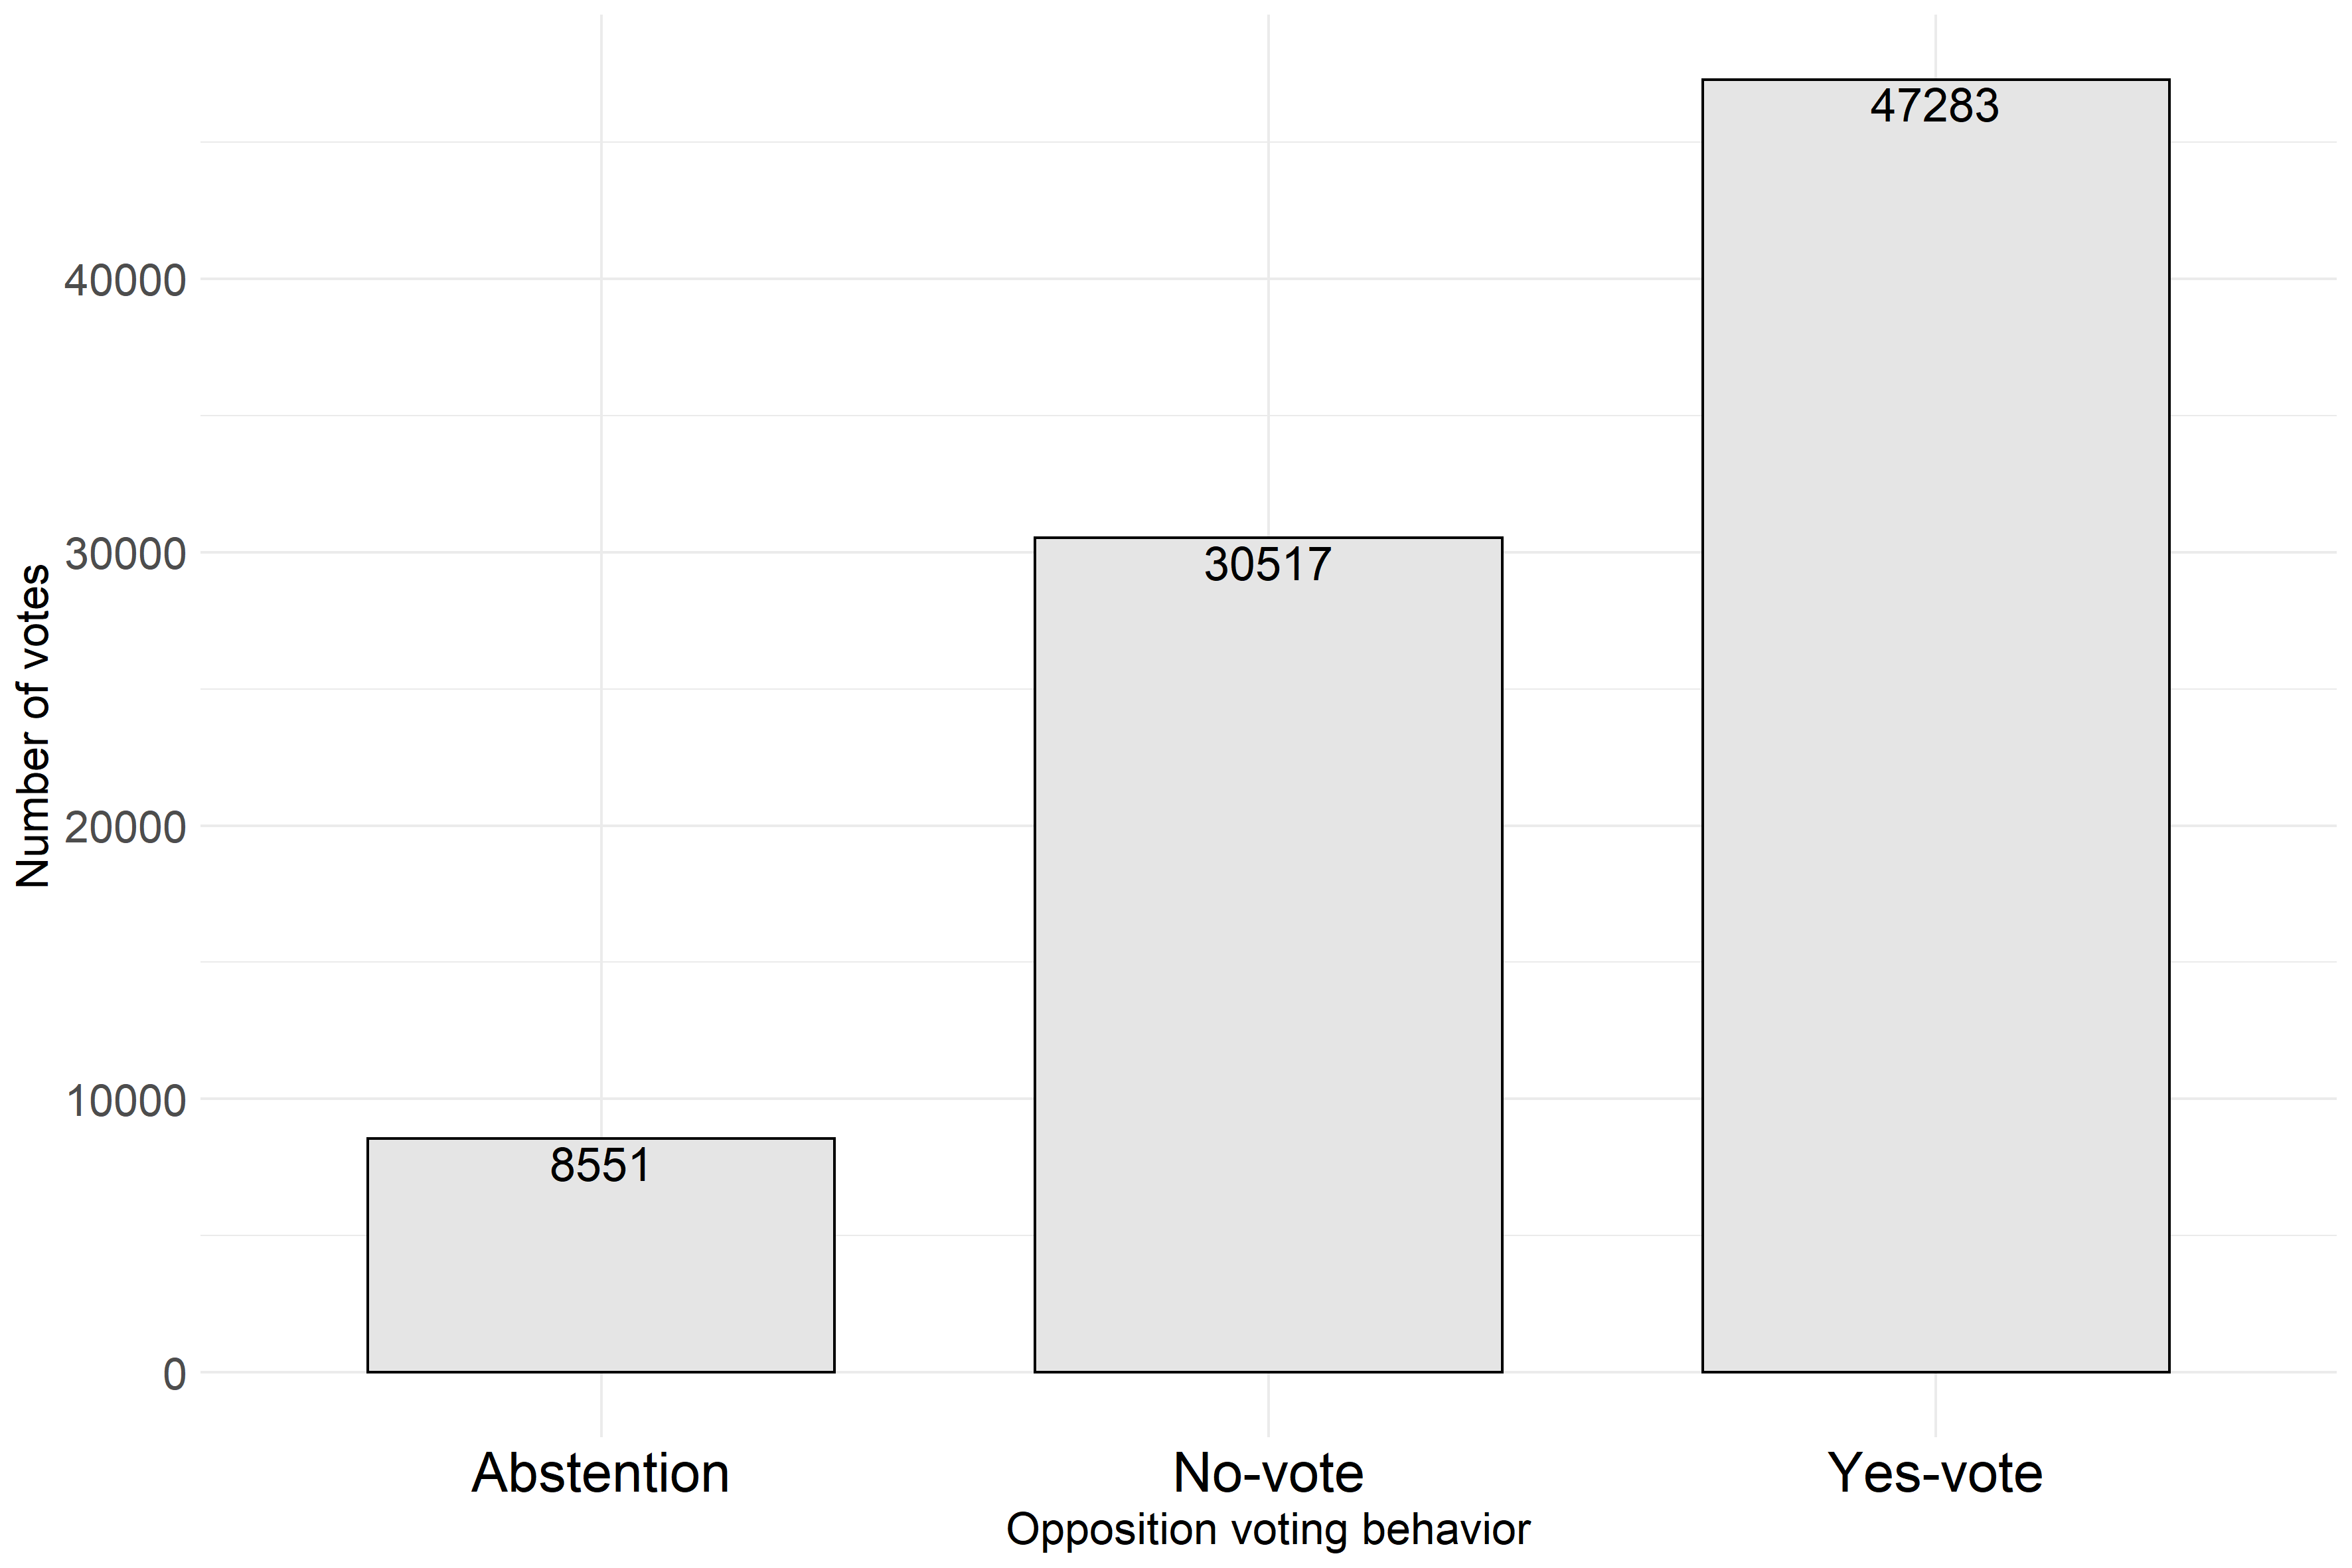 47283
40000
30000
30517
Number of votes
20000
10000
8551
0
Abstention
No-vote
Yes-vote
Opposition voting behavior